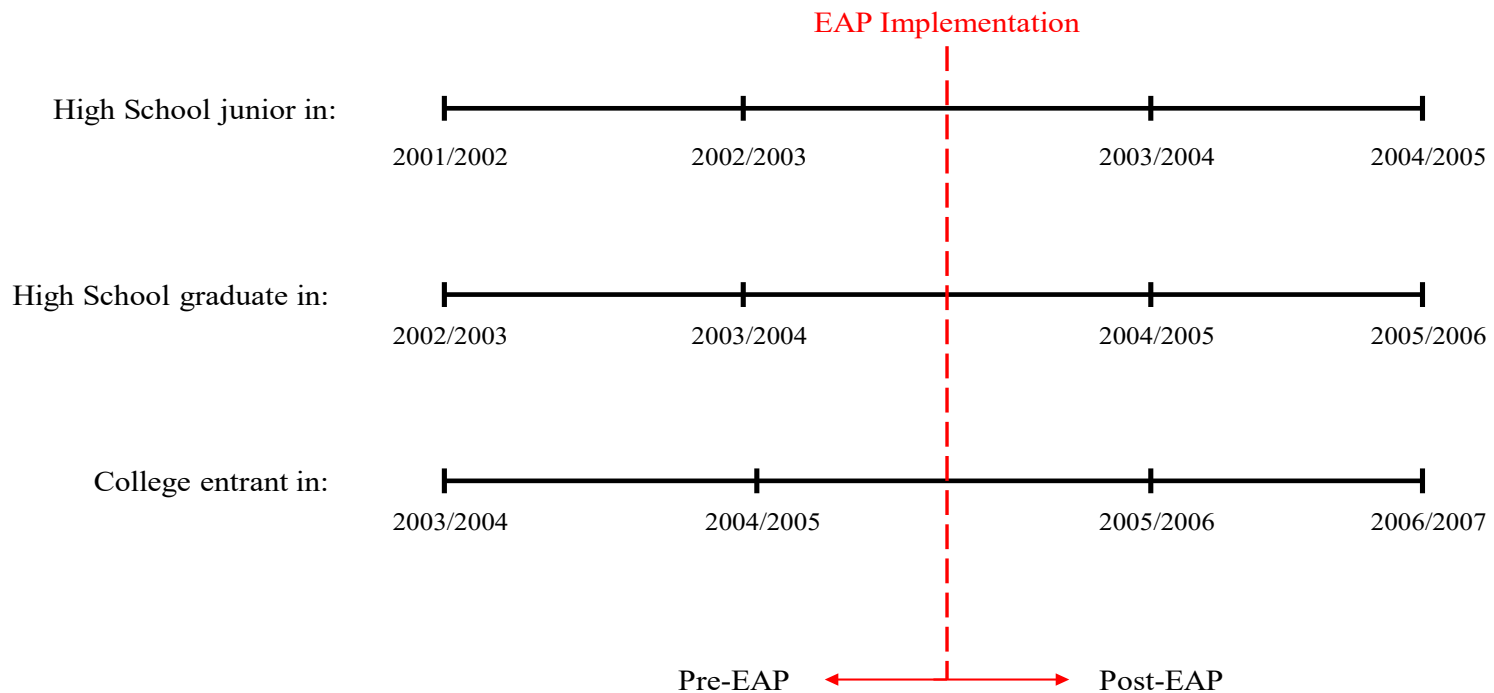 EAP Implementation
High School junior in:
2001/2002 2002/2003 2003/2004 2004/2005
High School graduate in:
2002/2003 2003/2004 2004/2005 2005/2006
College entrant in:
2003/2004 2004/2005 2005/2006 2006/2007
Pre-EAP Post-EAP